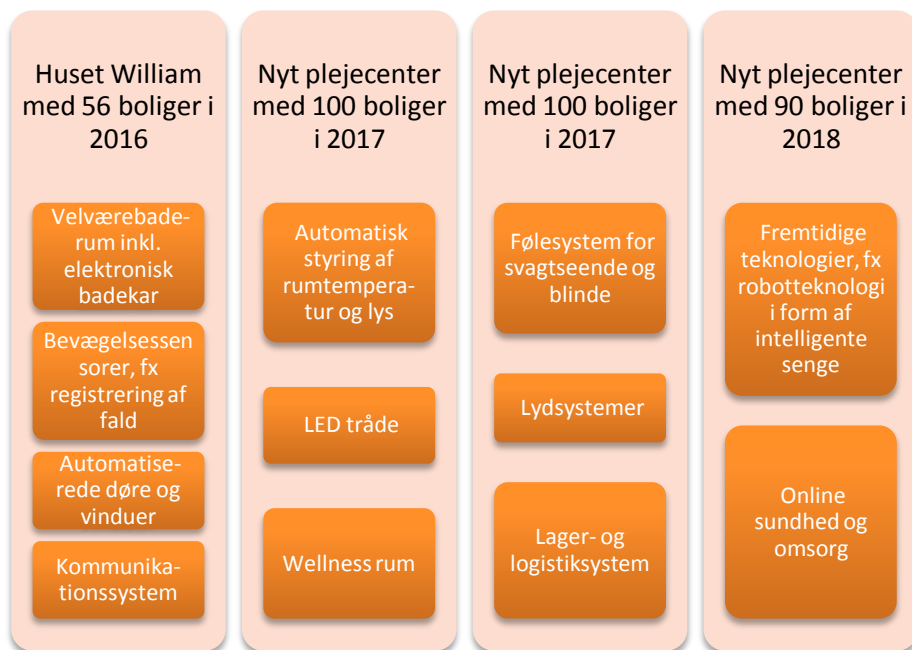 Huset William
med 56 boliger i
2016
Velværebade-
rum inkl.
elektronisk
badekar
Bevægelsessen
sorer, fx
registrering af
fald
Automatise-
rede døre og
vinduer
Kommunika-
tionssystem
Nyt plejecenter
med 100 boliger
i 2017
Automatisk
styring af
rumtempera-
tur og lys
LED tråde
Wellness rum
Nyt plejecenter
med 100 boliger
i 2017
Følesystem for
svagtseende og
blinde
Lydsystemer
Lager- og
logistiksystem
Nyt plejecenter
med 90 boliger i
2018
Fremtidige
teknologier, fx
robotteknologi
i form af
intelligente
senge
Online
sundhed og
omsorg